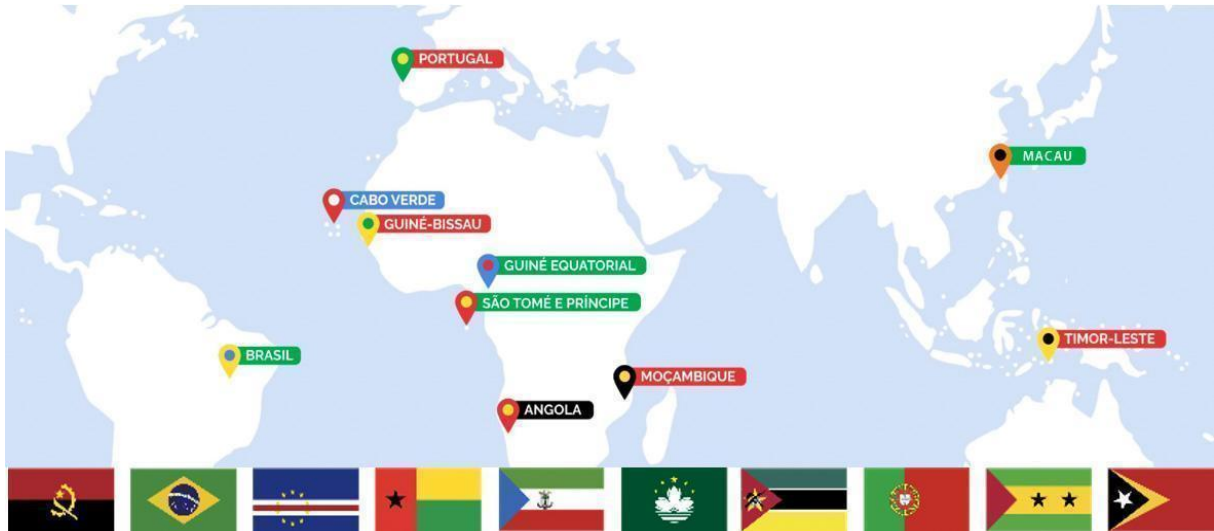 PORTUGAL
MACAU
CABO VERDE
GUINÉ-BISSAU
GUINÉ EQUATORIAL
SÃO TOMÉ E PRÍNCIPE
TIMOR-LESTE
BRASIL
MOÇAMBIQUE
ANGOLA